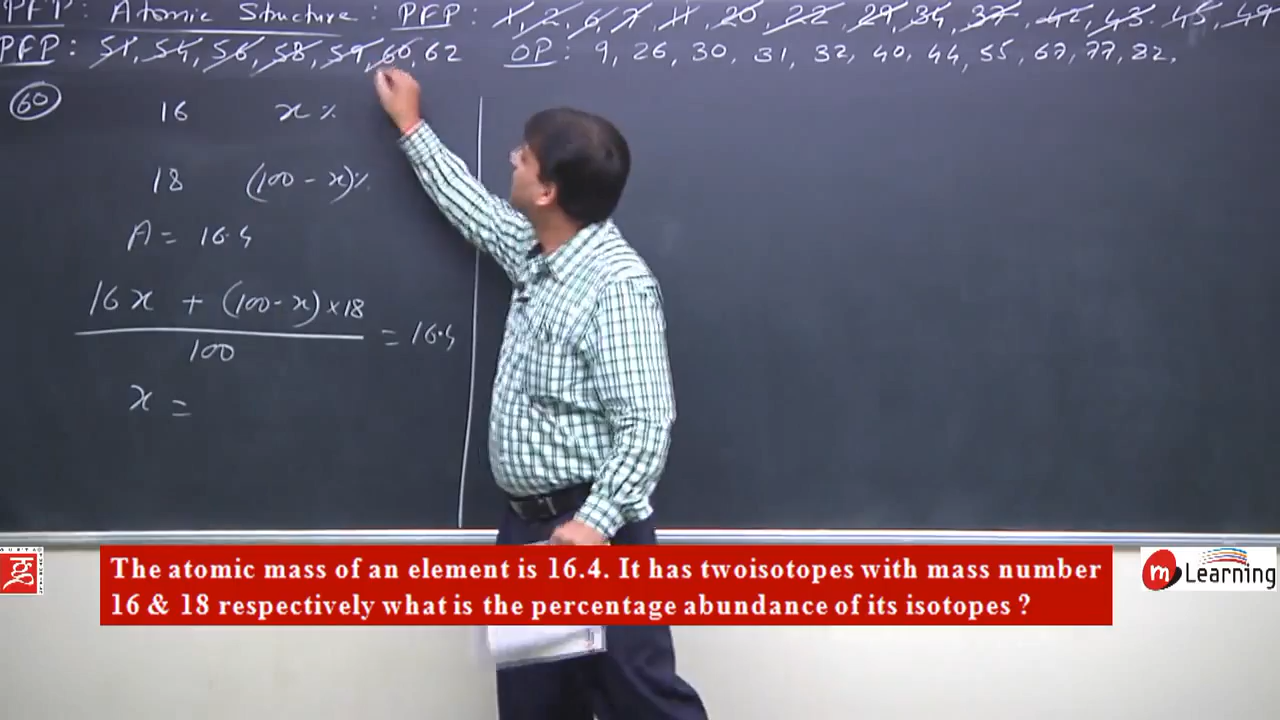 PFP : Atomic Structure : PFP : 1, 2, 6, 7, 11, 20, 22, 29, 34, 37, 42, 43, 45, 49
PFP : 51, 54, 56, 58, 59, 60, 62 OP : 9, 26, 30, 31, 32, 40, 44, 55, 67, 77, 82.
60 16 x %
18 (100 - x)%
A = 16.4
16x + (100-x)×18
100
= 16.4
x =
The atomic mass of an element is 16.4. It has twoisotopes with mass number
16 & 18 respectively what is the percentage abundance of its isotopes ?
m Learning